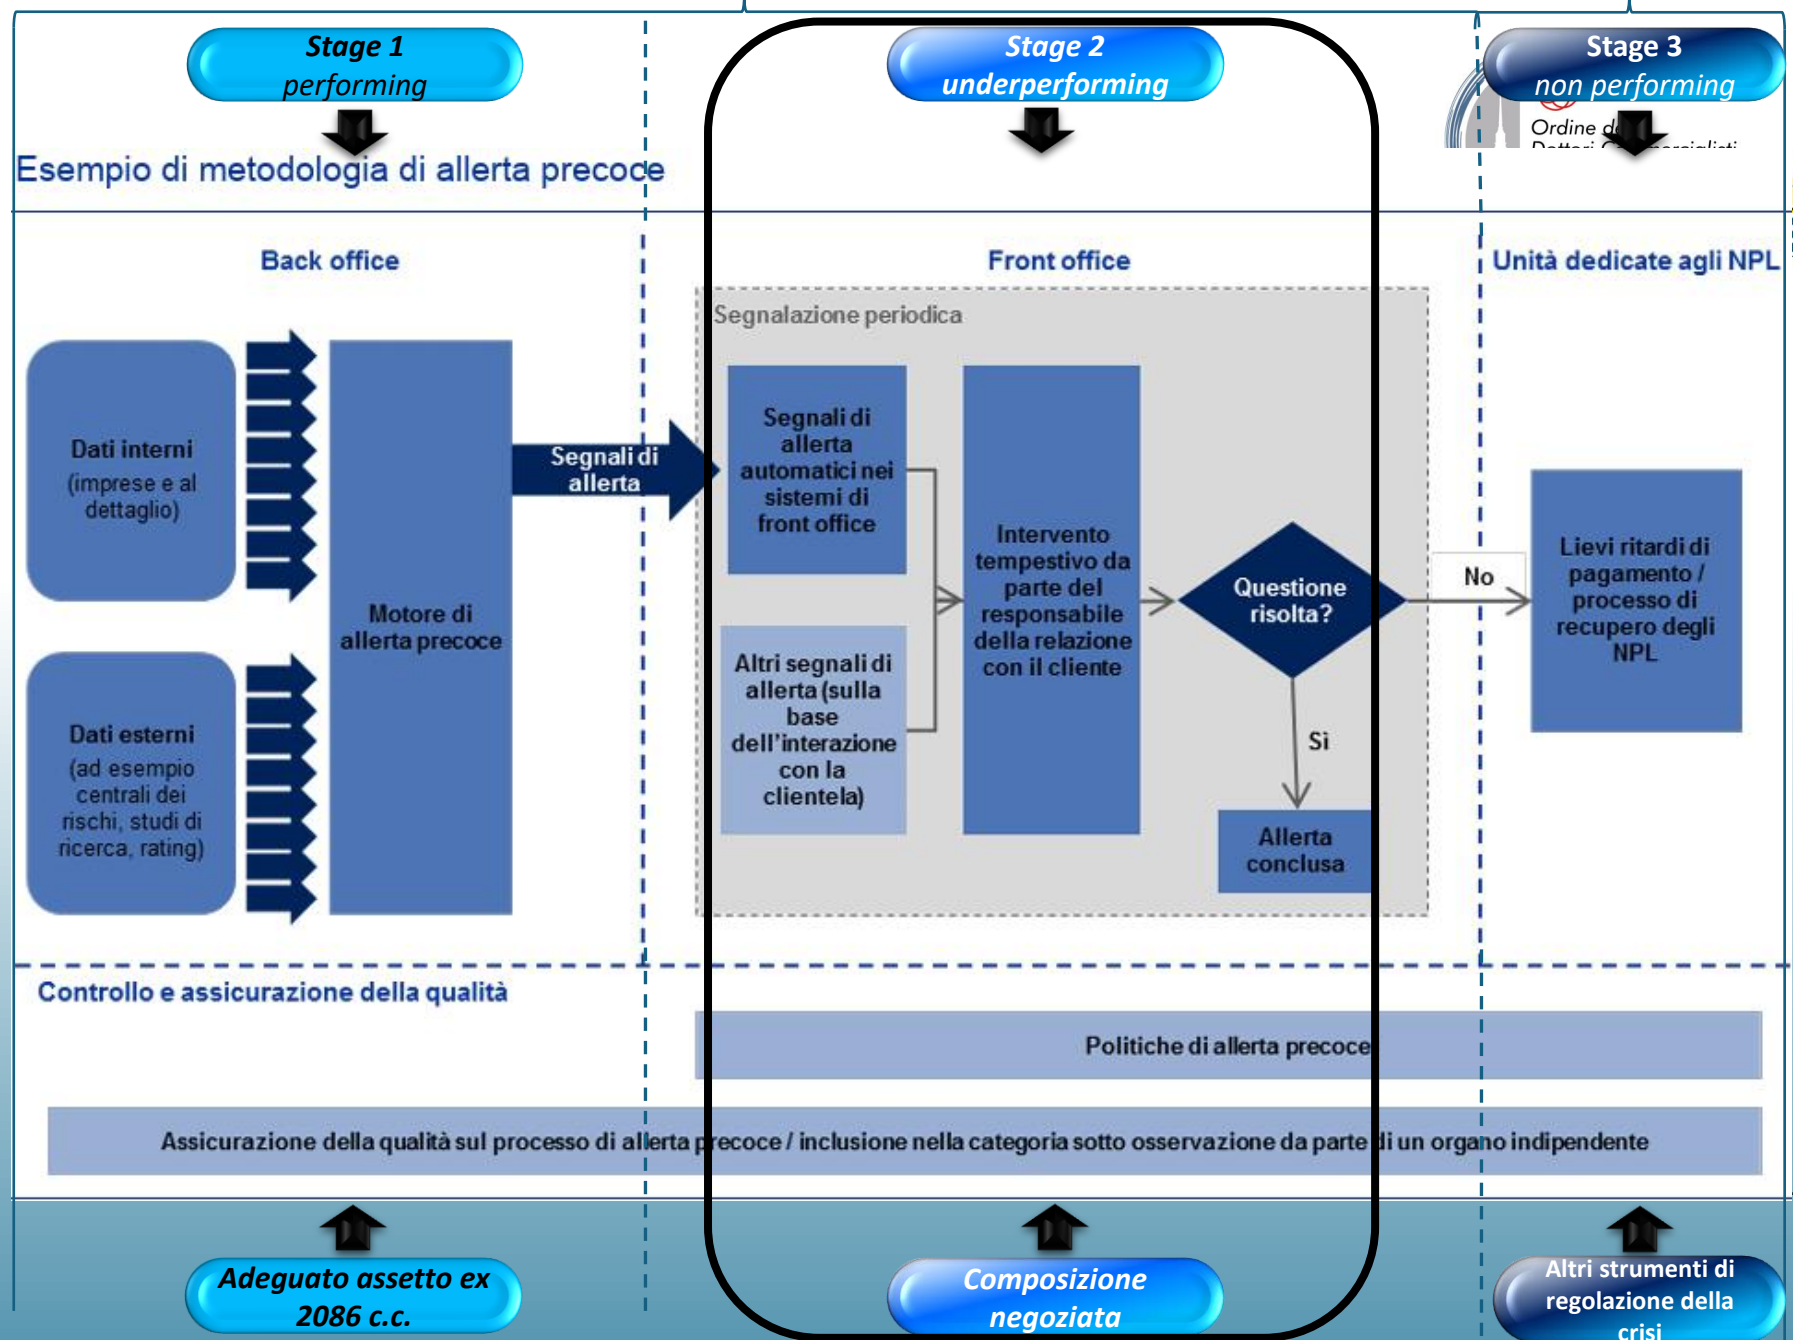 Stage 1
performing
Stage 2
underperforming
Stage 3
non performing
Ordine de
Dottori C mmercialisti
Esempio di metodologia di allerta precoce
Back office
Front office
Unità dedicate agli NPL
Segnalazione periodica
Dati interni
(imprese e al
dettaglio)
Dati esterni
(ad esempio
centrali dei
rischi, studi di
ricerca, rating)
Motore di
allerta precoce
Segnali di
allerta
Segnali di
allerta
automatici nei
sistemi di
front office
Altri segnali di
allerta (sulla
base
dell'interazione
con la
clientela)
Intervento
tempestivo da
parte del
responsabile
della relazione
con il cliente
Questione
risolta?
No
Sì
Allerta
conclusa
Lievi ritardi di
pagamento /
processo di
recupero degli
NPL
Controllo e assicurazione della qualità
Politiche di allerta precoce
Assicurazione della qualità sul processo di allerta precoce / inclusione nella categoria sotto osservazione da parte di un organo indipendente
Adeguato assetto ex
2086 c.c.
Composizione
negoziata
Altri strumenti di
regolazione della
crisi